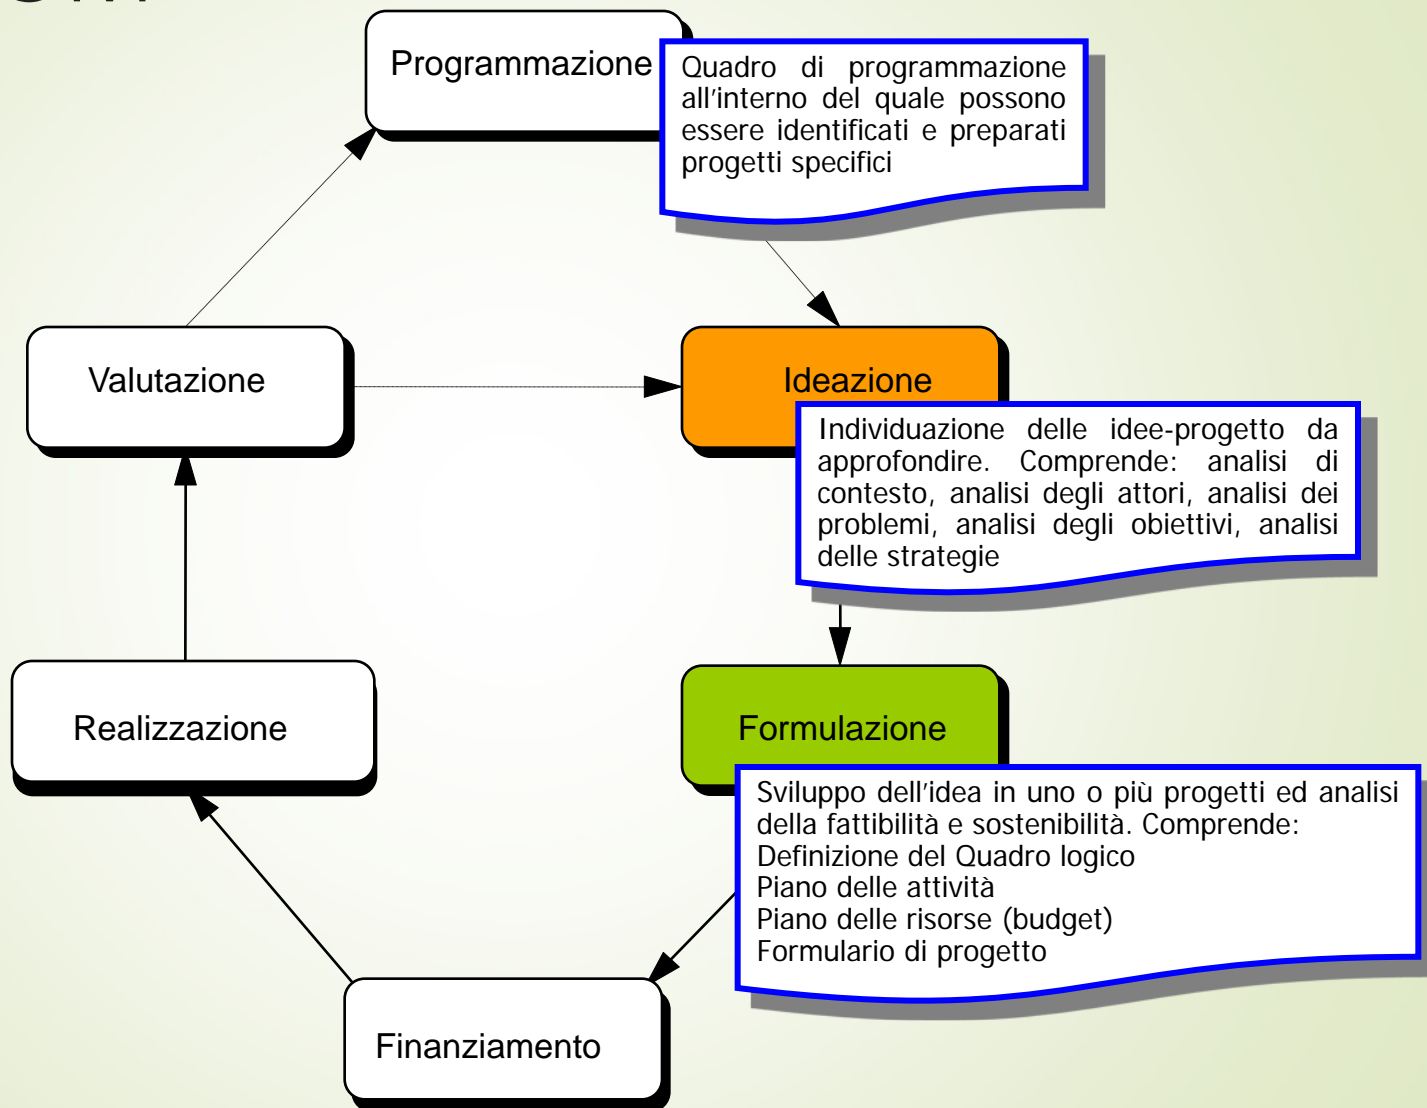 Programmazione
Quadro di programmazione
all'interno del quale possono
essere identificati e preparati
progetti specifici
Valutazione
Ideazione
Individuazione delle idee-progetto da
approfondire. Comprende: analisi di
contesto, analisi degli attori, analisi dei
problemi, analisi degli obiettivi, analisi
delle strategie
Realizzazione
Formulazione
Sviluppo dell'idea in uno o più progetti ed analisi
della fattibilità e sostenibilità. Comprende:
Definizione del Quadro logico
Piano delle attività
Piano delle risorse (budget)
Formulario di progetto
Finanziamento